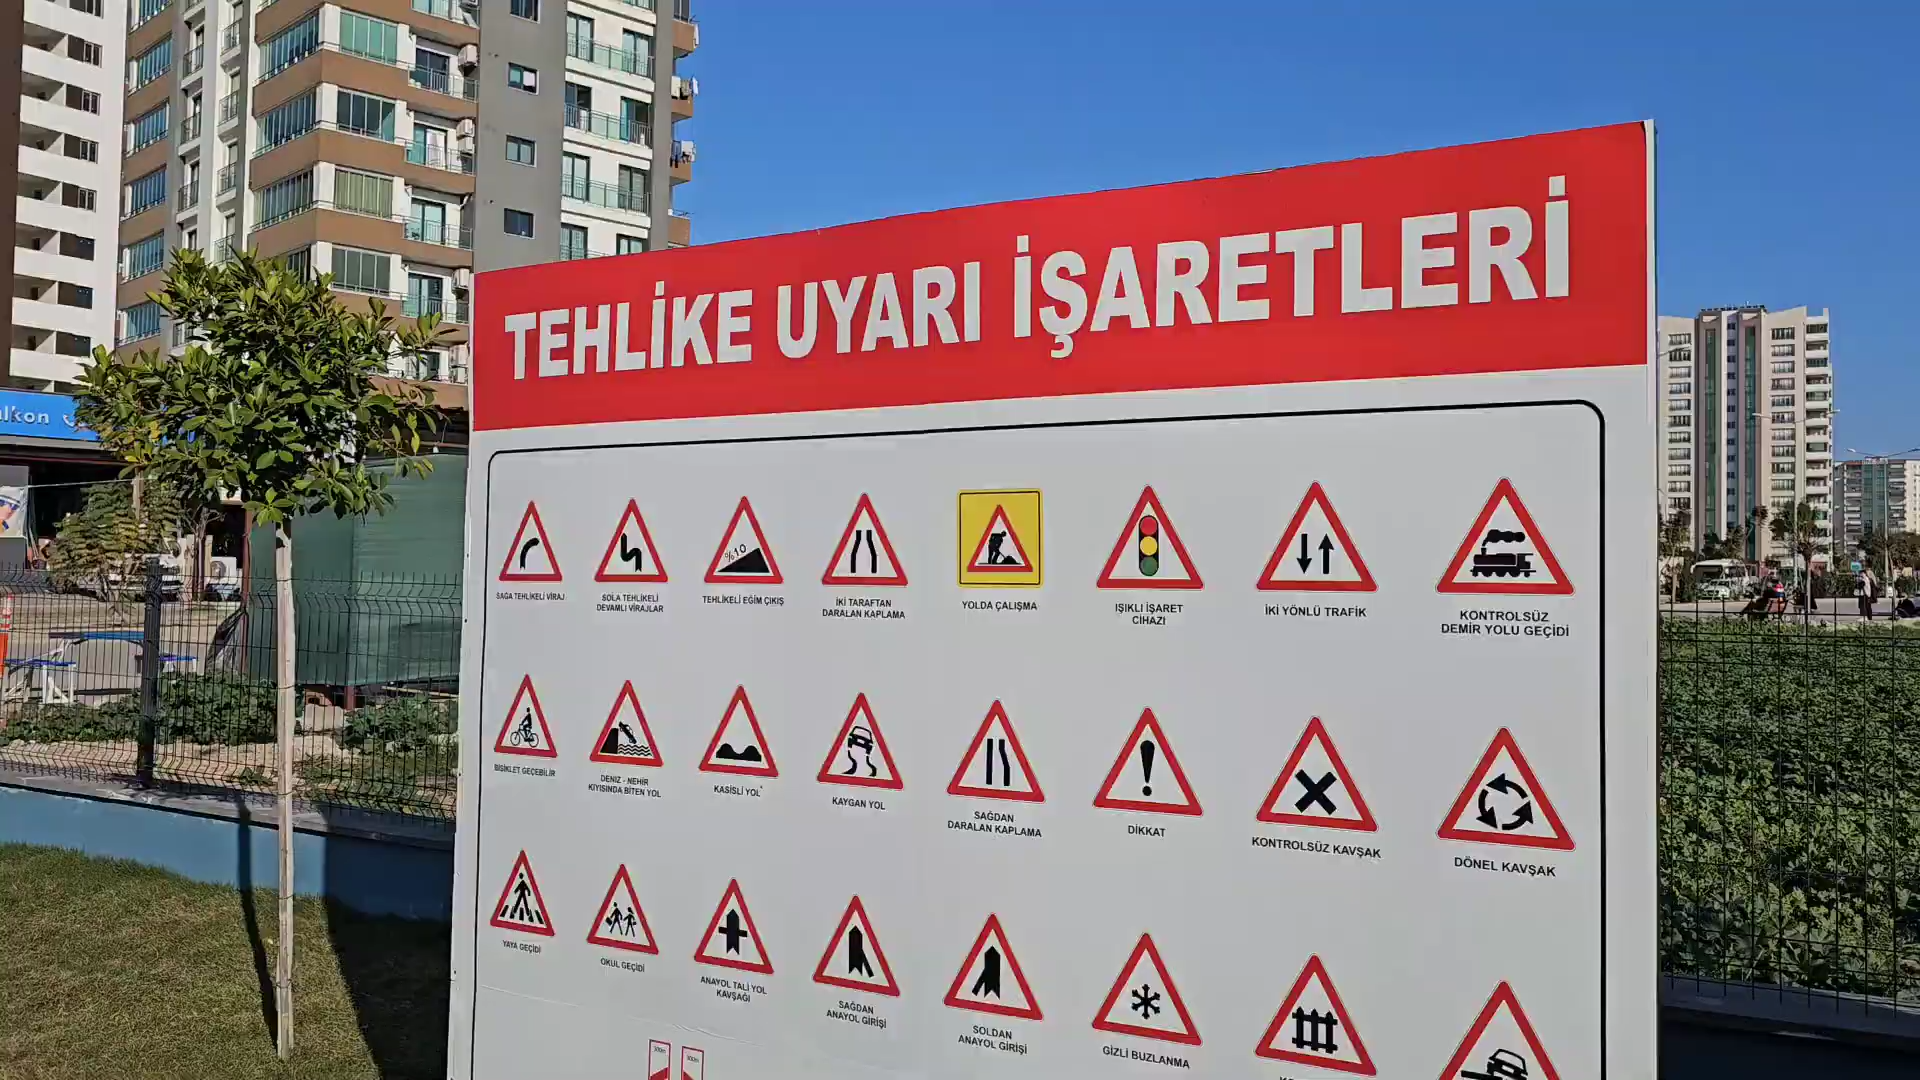 TEHLİKE UYARI İŞARETLERİ
SAĞA TEHLİKELİ VİRAJ
SOLA TEHLİKELİ
DEVAMLI VİRAJLAR
%10
TEHLİKELİ EĞİM ÇIKIŞ
İKİ TARAFTAN
DARALAN KAPLAMA
YOLDA ÇALIŞMA
IŞIKLI İŞARET
CİHAZI
İKİ YÖNLÜ TRAFİK
KONTROLSÜZ
DEMİR YOLU GEÇİDİ
BİSİKLET GEÇEBİLİR
DENİZ - NEHİR
KIYISINDA BİTEN YOL
KASİSLİ YOL
KAYGAN YOL
SAĞDAN
DARALAN KAPLAMA
DİKKAT
KONTROLSÜZ KAVŞAK
DÖNEL KAVŞAK
YAYA GEÇİDİ
OKUL GEÇİDİ
ANAYOL TALİ YOL
KAVŞAĞI
SAĞDAN
ANAYOL GİRİŞİ
SOLDAN
ANAYOL GİRİŞİ
GİZLİ BUZLANMA